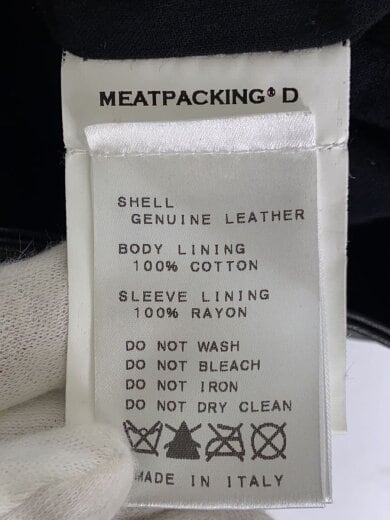 MEATPACKING® D
SHELL
GENUINE LEATHER
BODY LINING
100% COTTON
SLEEVE LINING
100% RAYON
DO NOT WASH
DO NOT BLEACH
DO NOT IRON
DO NOT DRY CLEAN
MADE IN ITALY